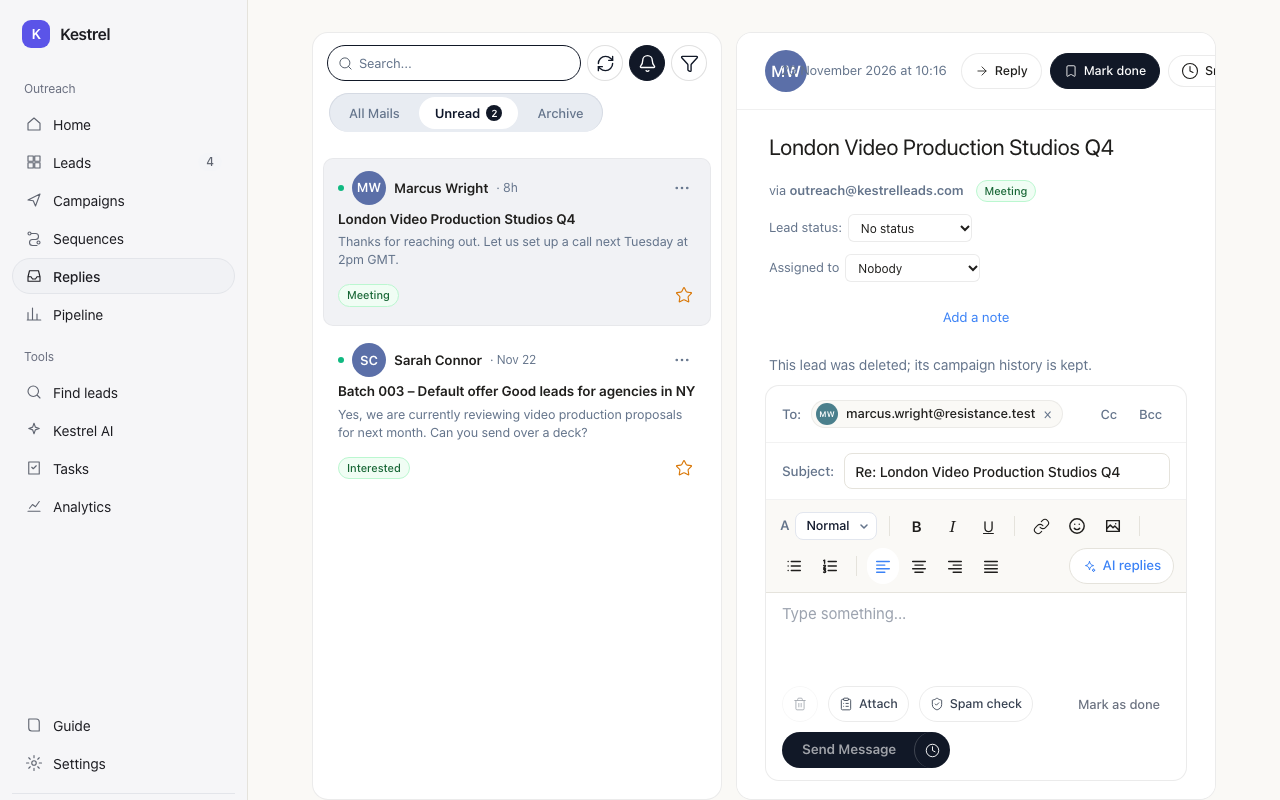 K Kestrel
Outreach
Home
Leads 4
Campaigns
Sequences
Replies
Pipeline
Tools
Find leads
Kestrel AI
Tasks
Analytics
Guide
Settings
Search...
All Mails Unread 2 Archive
MW Marcus Wright · 8h
London Video Production Studios Q4
Thanks for reaching out. Let us set up a call next Tuesday at
2pm GMT.
Meeting
SC Sarah Connor · Nov 22
Batch 003 – Default offer Good leads for agencies in NY
Yes, we are currently reviewing video production proposals
for next month. Can you send over a deck?
Interested
MW November 2026 at 10:16 Reply Mark done
London Video Production Studios Q4
via outreach@kestrelleads.com Meeting
Lead status: No status
Assigned to Nobody
Add a note
This lead was deleted; its campaign history is kept.
To: MW marcus.wright@resistance.test × Cc Bcc
Subject: Re: London Video Production Studios Q4
A Normal B I U
AI replies
Type something...
Attach Spam check Mark as done
Send Message